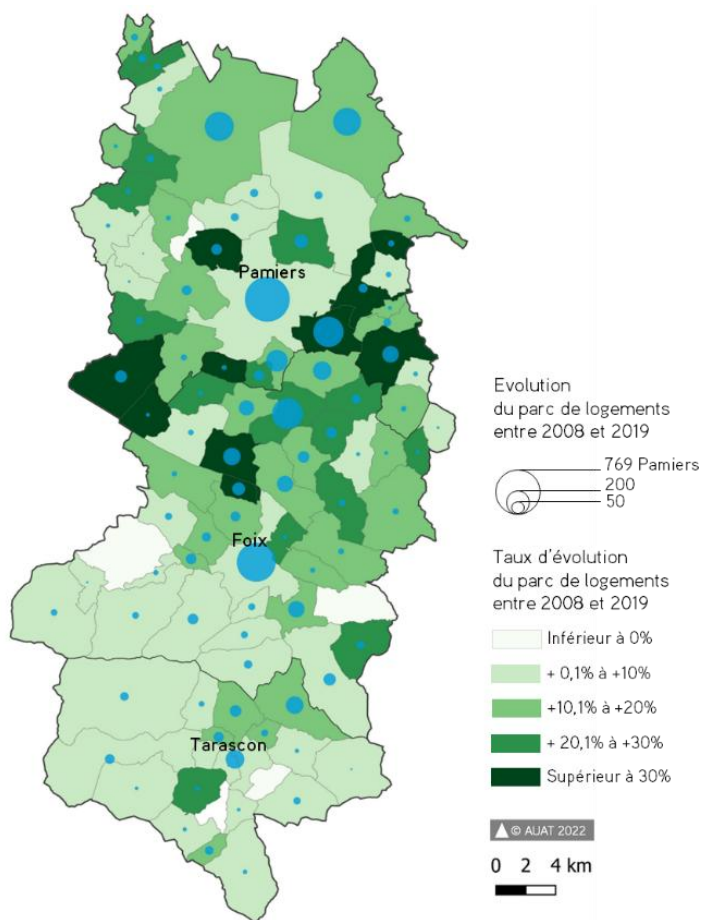 Pamiers
Foix
Tarascon
Evolution
du parc de logements
entre 2008 et 2019
769 Pamiers
200
50
Taux d'évolution
du parc de logements
entre 2008 et 2019
Inférieur à 0%
+ 0,1% à +10%
+10,1% à +20%
+ 20,1% à +30%
Supérieur à 30%
© AUAT 2022
0 2 4 km